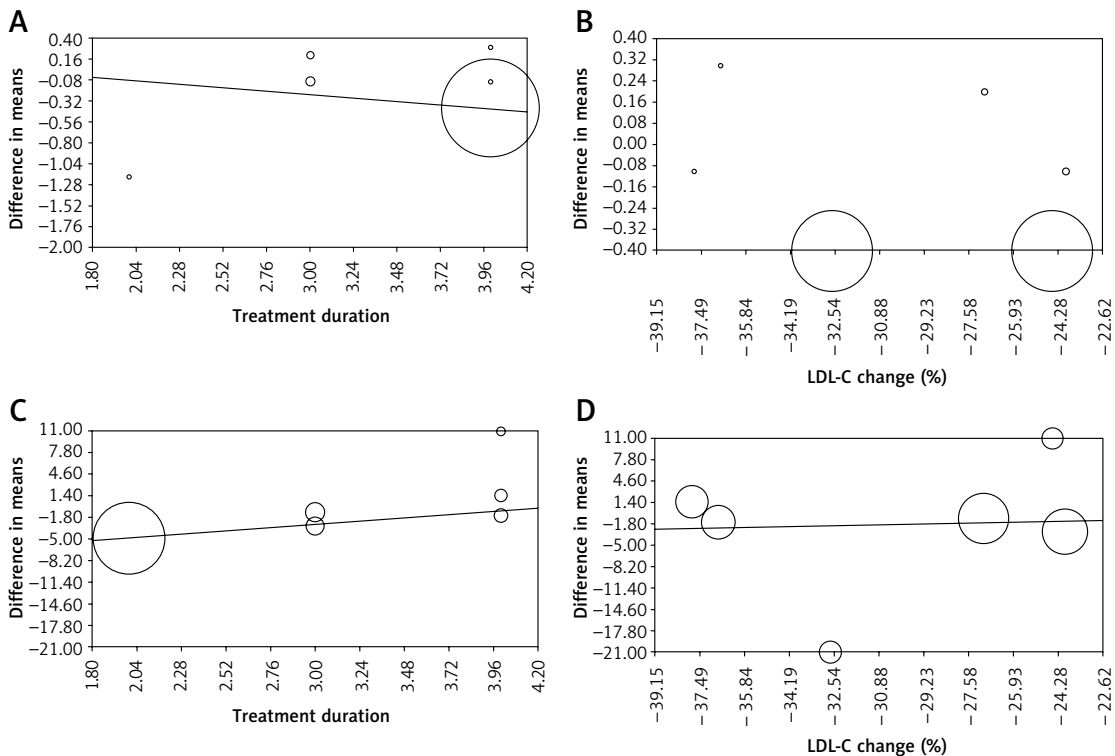 A
Difference in means
0.40
0.16
−0.08
−0.32
−0.56
−0.80
−1.04
−1.28
−1.52
−1.76
−2.00
1.80 2.04 2.28 2.52 2.76 3.00 3.24 3.48 3.72 3.96 4.20
Treatment duration
B
Difference in means
0.40
0.32
0.24
0.16
0.08
0.00
−0.08
−0.16
−0.24
−0.32
−0.40
−39.15 −37.49 −35.84 −34.19 −32.54 −30.88 −29.23 −27.58 −25.93 −24.28 −22.62
LDL-C change (%)
C
Difference in means
11.00
7.80
4.60
1.40
−1.80
−5.00
−8.20
−11.40
−14.60
−17.80
−21.00
1.80 2.04 2.28 2.52 2.76 3.00 3.24 3.48 3.72 3.96 4.20
Treatment duration
D
Difference in means
11.00
7.80
4.60
1.40
−1.80
−5.00
−8.20
−11.40
−14.60
−17.80
−21.00
−39.15 −37.49 −35.84 −34.19 −32.54 −30.88 −29.23 −27.58 −25.93 −24.28 −22.62
LDL-C change (%)